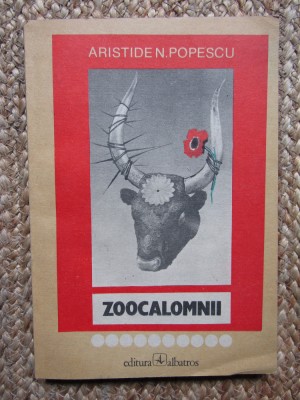 ARISTIDE N. POPESCU
ZOOCALOMNII
editura albatros